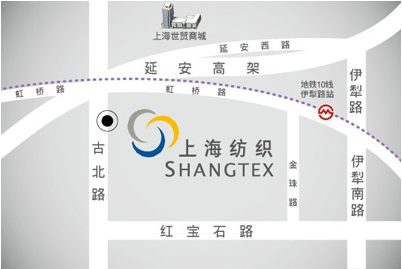 上海世贸商城
延安西路
延安高架
地铁10线
伊犁路站
虹桥路
虹桥路
伊犁路
上海纺织
SHANGTEX
古北路
金珠路
伊犁南路
红宝石路